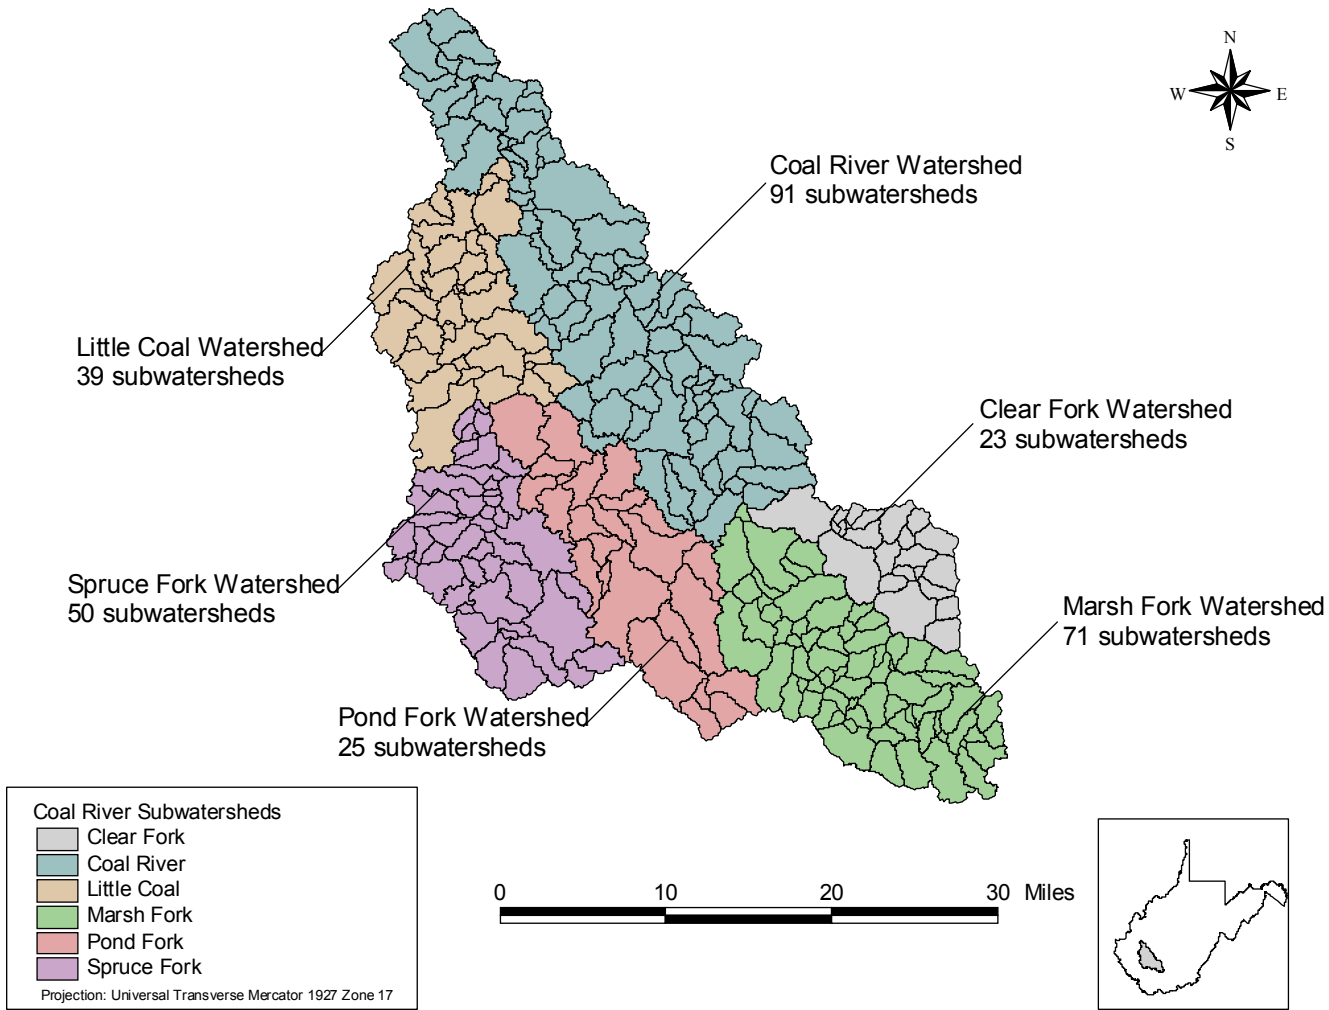 N
W E
S
Coal River Watershed
91 subwatersheds
Little Coal Watershed
39 subwatersheds
Clear Fork Watershed
23 subwatersheds
Spruce Fork Watershed
50 subwatersheds
Marsh Fork Watershed
71 subwatersheds
Pond Fork Watershed
25 subwatersheds
Coal River Subwatersheds
Clear Fork
Coal River
Little Coal
Marsh Fork
Pond Fork
Spruce Fork
Projection: Universal Transverse Mercator 1927 Zone 17
0 10 20 30 Miles